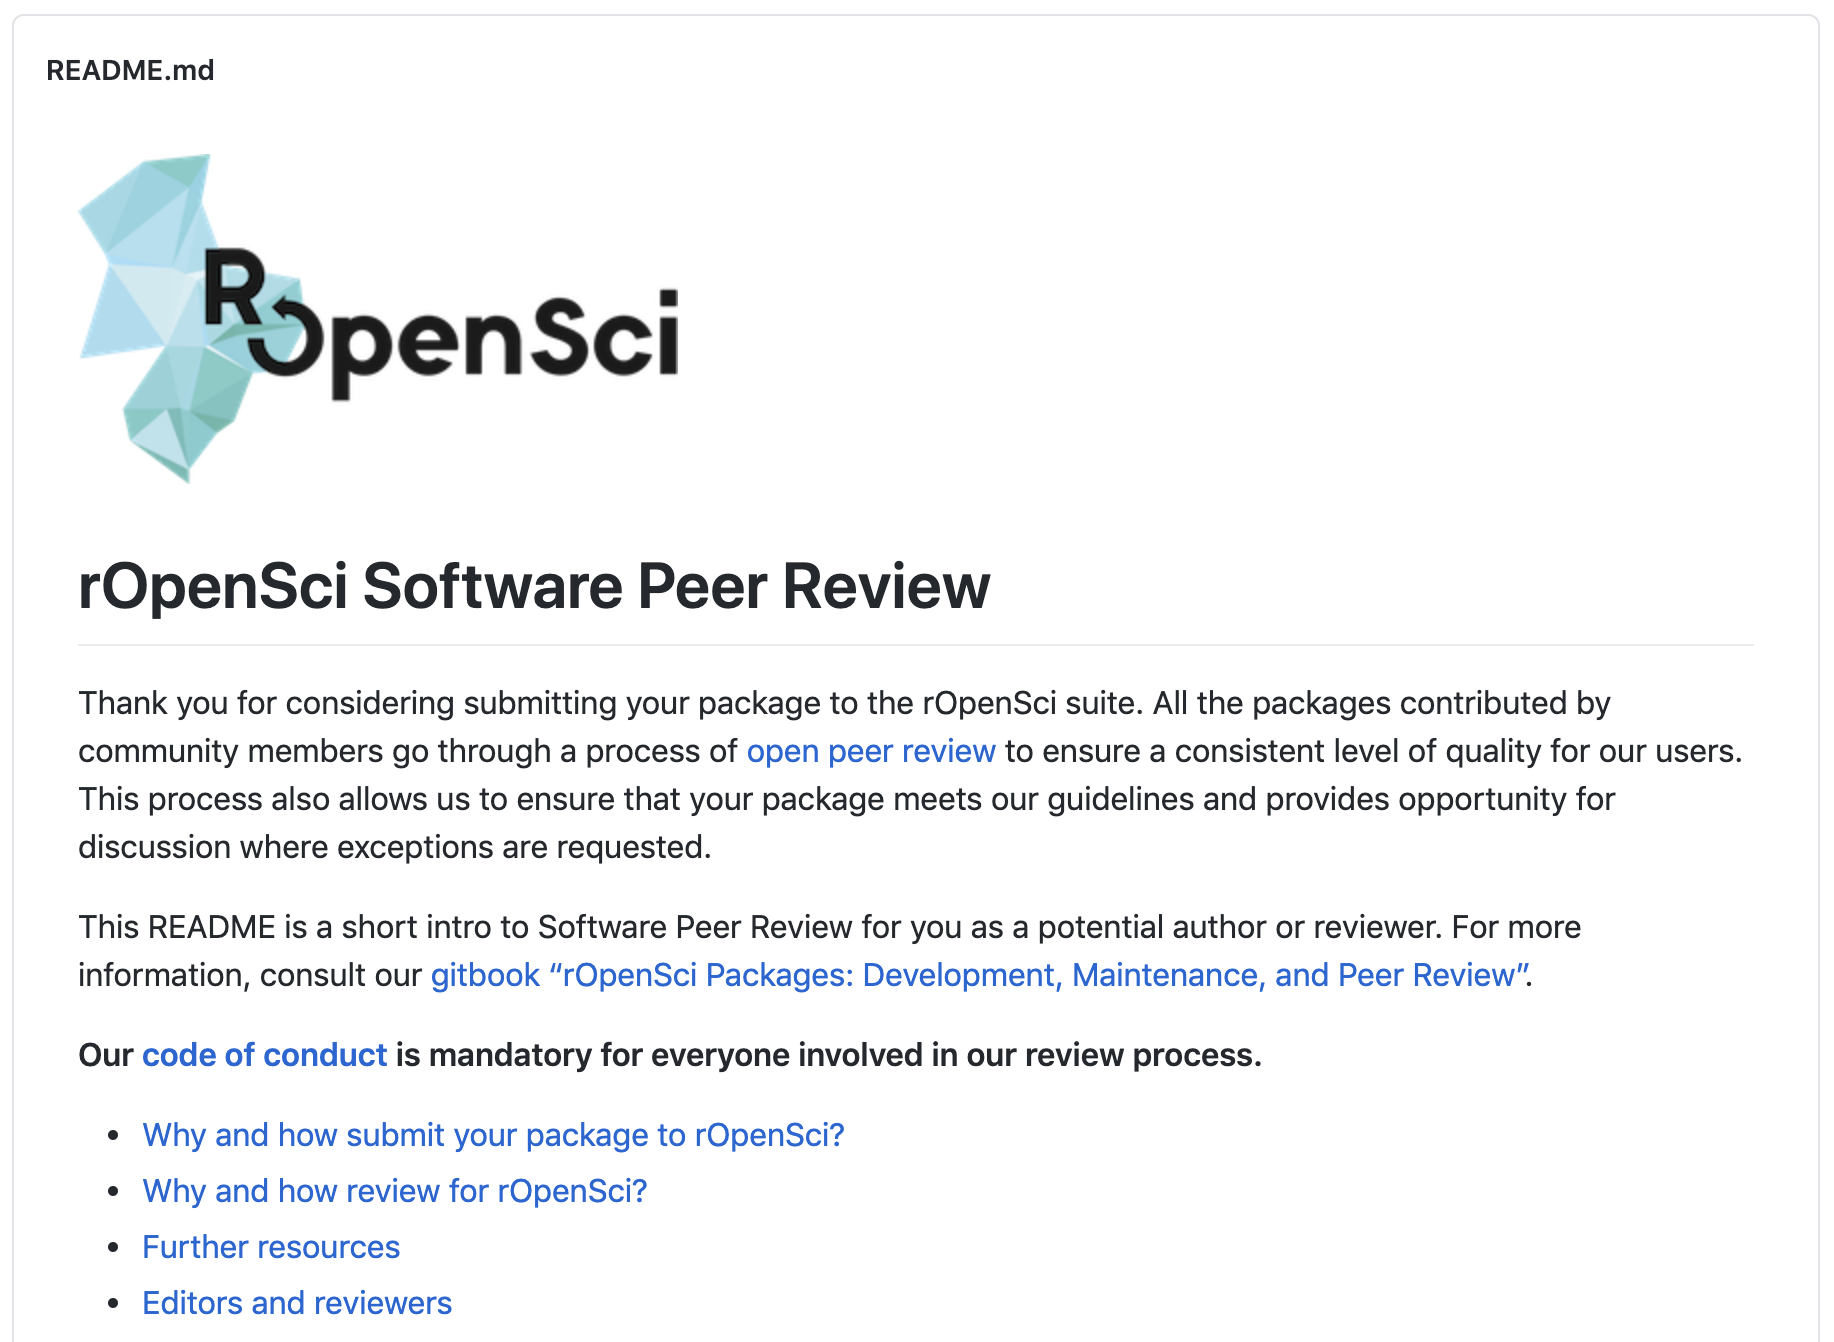 README.md
ROpenSci
rOpenSci Software Peer Review
Thank you for considering submitting your package to the rOpenSci suite. All the packages contributed by
community members go through a process of open peer review to ensure a consistent level of quality for our users.
This process also allows us to ensure that your package meets our guidelines and provides opportunity for
discussion where exceptions are requested.
This README is a short intro to Software Peer Review for you as a potential author or reviewer. For more
information, consult our gitbook “rOpenSci Packages: Development, Maintenance, and Peer Review”.
Our code of conduct is mandatory for everyone involved in our review process.
• Why and how submit your package to rOpenSci?
• Why and how review for rOpenSci?
• Further resources
• Editors and reviewers